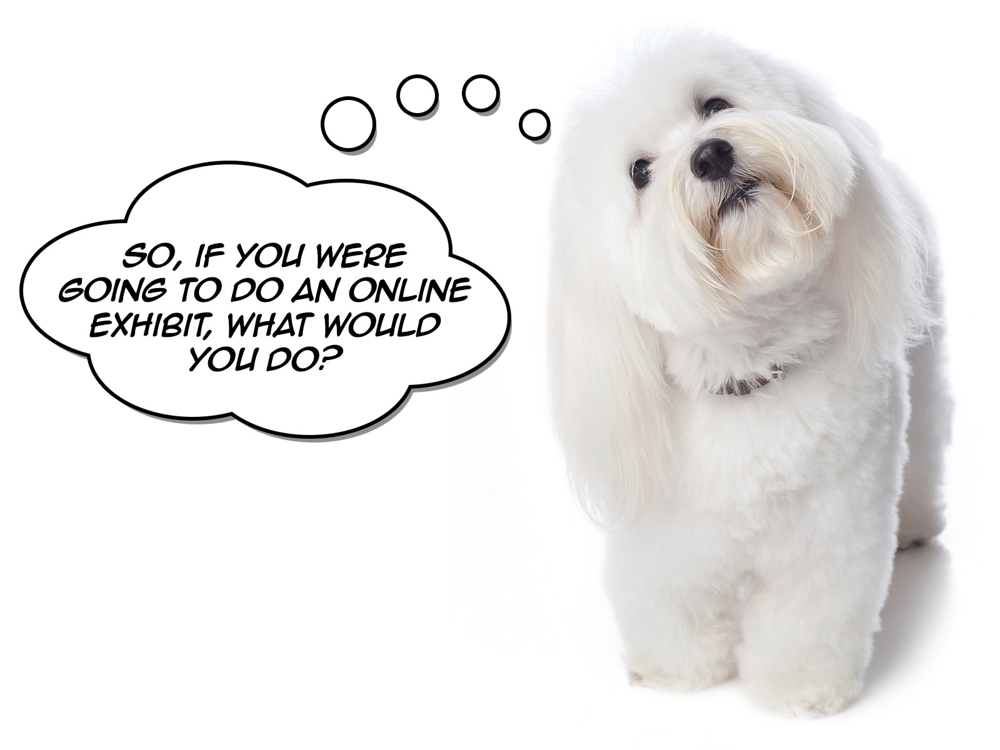 SO, IF YOU WERE
GOING TO DO AN ONLINE
EXHIBIT, WHAT WOULD
YOU DO?